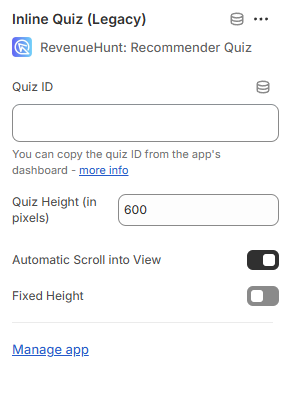 Inline Quiz (Legacy)
RevenueHunt: Recommender Quiz
Quiz ID
You can copy the quiz ID from the app's
dashboard - more info
Quiz Height (in
pixels)
600
Automatic Scroll into View
Fixed Height
Manage app